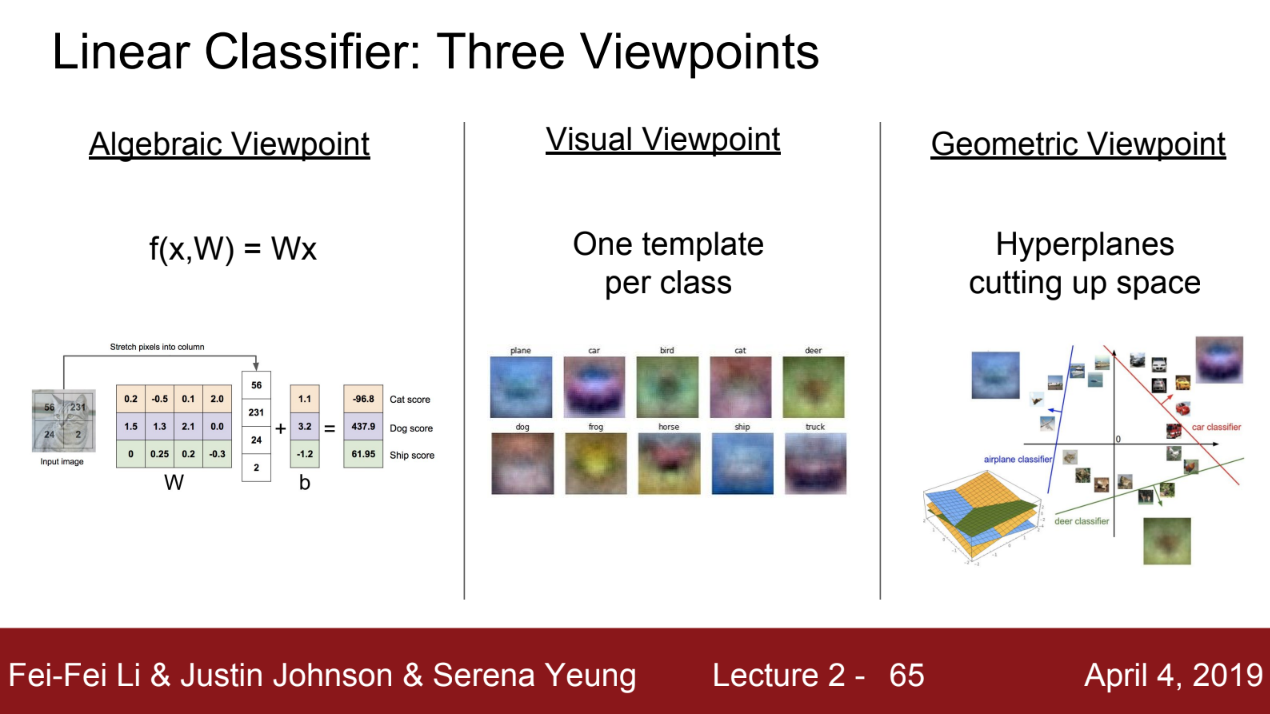 Linear Classifier: Three Viewpoints
Algebraic Viewpoint
f(x,W) = Wx
Stretch pixels into column
56 231
24 2
Input image
0.2 -0.5 0.1 2.0
1.5 1.3 2.1 0.0
0 0.25 0.2 -0.3
W
56
231
24
2
+
1.1
3.2
-1.2
b
=
-96.8 Cat score
437.9 Dog score
61.95 Ship score
Visual Viewpoint
One template
per class
plane car bird cat deer
dog frog horse ship truck
Geometric Viewpoint
Hyperplanes
cutting up space
0
car classifier
airplane classifier
deer classifier
Fei-Fei Li & Justin Johnson & Serena Yeung Lecture 2 - 65 April 4, 2019